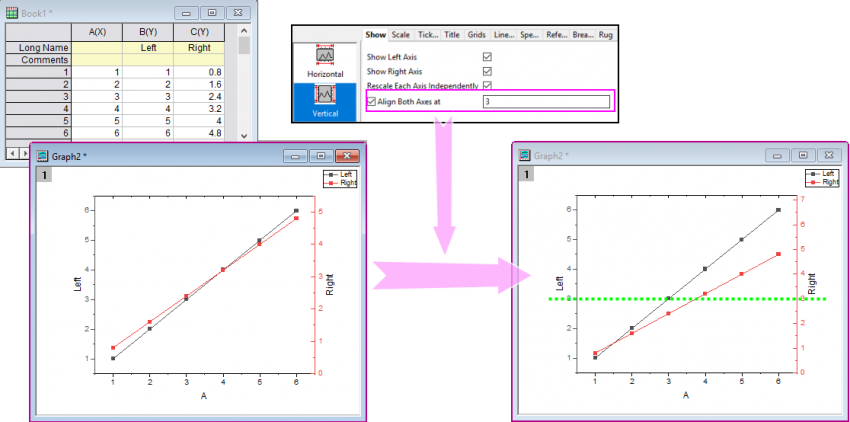 Book1 *
A(X) B(Y) C(Y)
Long Name Left Right
Comments
1 1 1 0.8
2 2 2 1.6
3 3 3 2.4
4 4 4 3.2
5 5 5 4
6 6 6 4.8
Show Scale Tick... Title Grids Line... Spe... Refe... Brea... Rug
Horizontal
Vertical
Show Left Axis
Show Right Axis
Rescale Each Axis Independently
Align Both Axes at 3
Graph2 *
1
Left
Right
6
5
4
3
2
1
Left
5
4
3
2
1
0
Right
1 2 3 4 5 6
A
Graph2 *
1
Left
Right
6
5
4
3
2
1
Left
7
6
5
4
3
2
1
0
Right
1 2 3 4 5 6
A